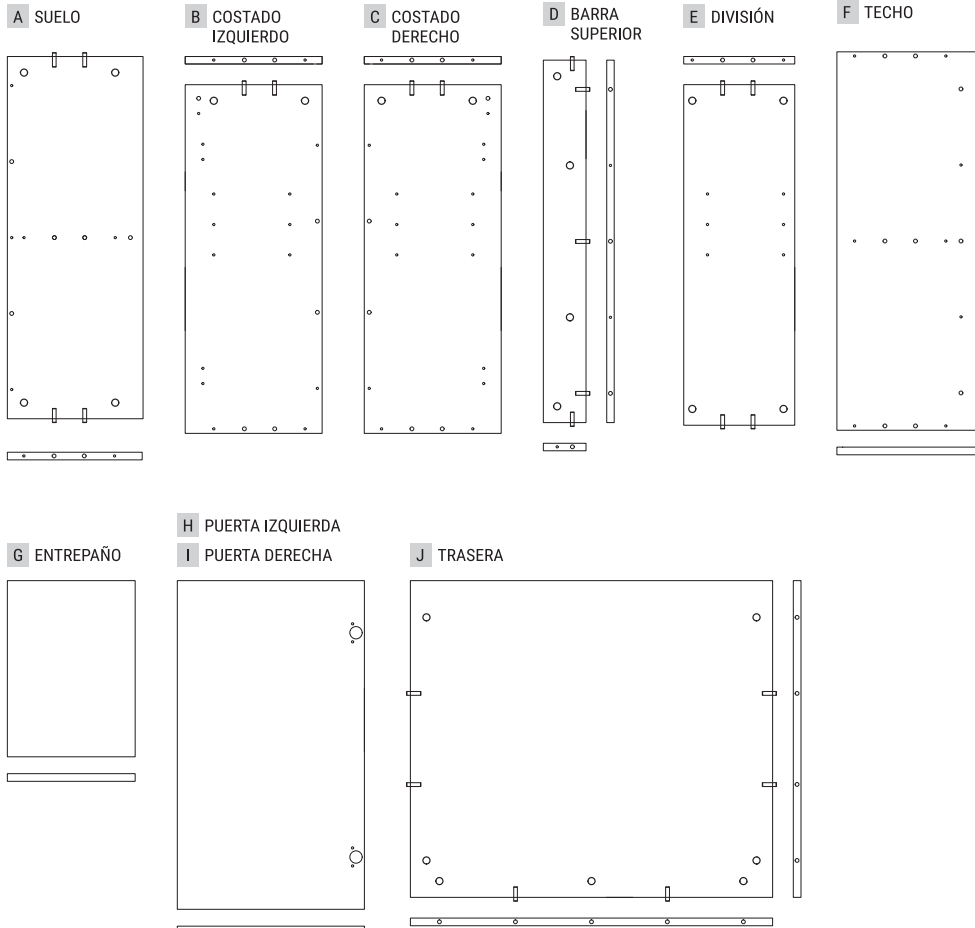 A SUELO
B COSTADO
IZQUIERDO
C COSTADO
DERECHO
D BARRA
SUPERIOR
E DIVISIÓN
F TECHO
G ENTREPAÑO
H PUERTA IZQUIERDA
I PUERTA DERECHA
J TRASERA